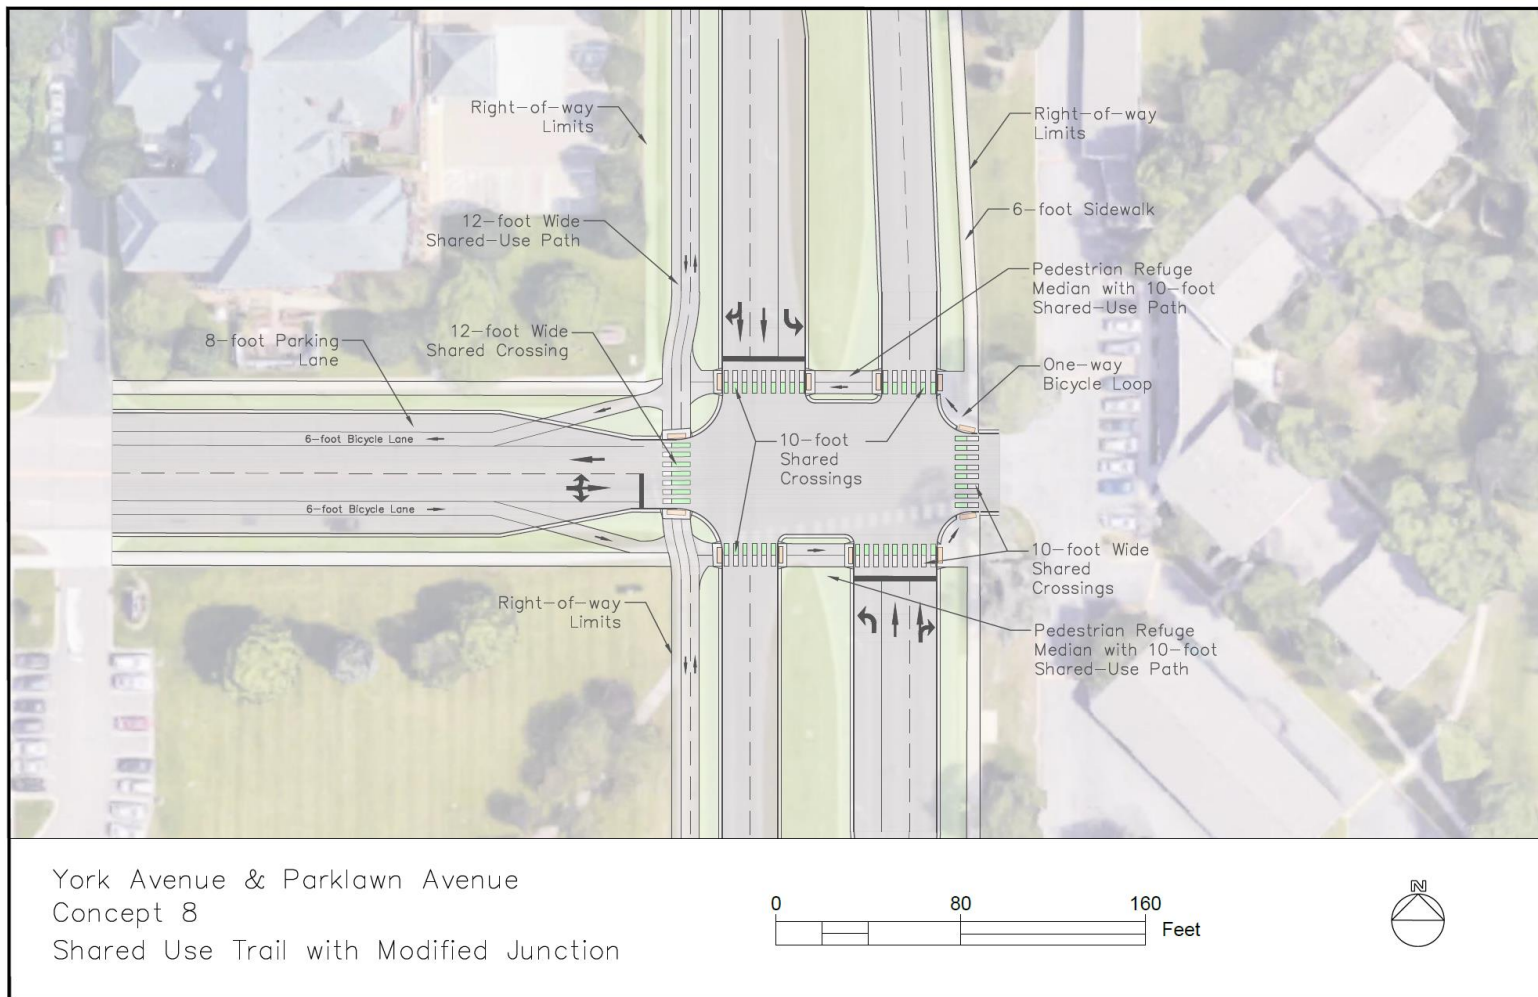 Right-of-way
Limits
Right-of-way
Limits
12-foot Wide
Shared-Use Path
6-foot Sidewalk
Pedestrian Refuge
Median with 10-foot
Shared-Use Path
12-foot Wide
Shared Crossing
8-foot Parking
Lane
One-way
Bicycle Loop
6-foot Bicycle Lane
10-foot
Shared
Crossings
6-foot Bicycle Lane
10-foot Wide
Shared
Crossings
Right-of-way
Limits
Pedestrian Refuge
Median with 10-foot
Shared-Use Path
York Avenue & Parklawn Avenue
Concept 8
Shared Use Trail with Modified Junction
0 80 160
Feet
N